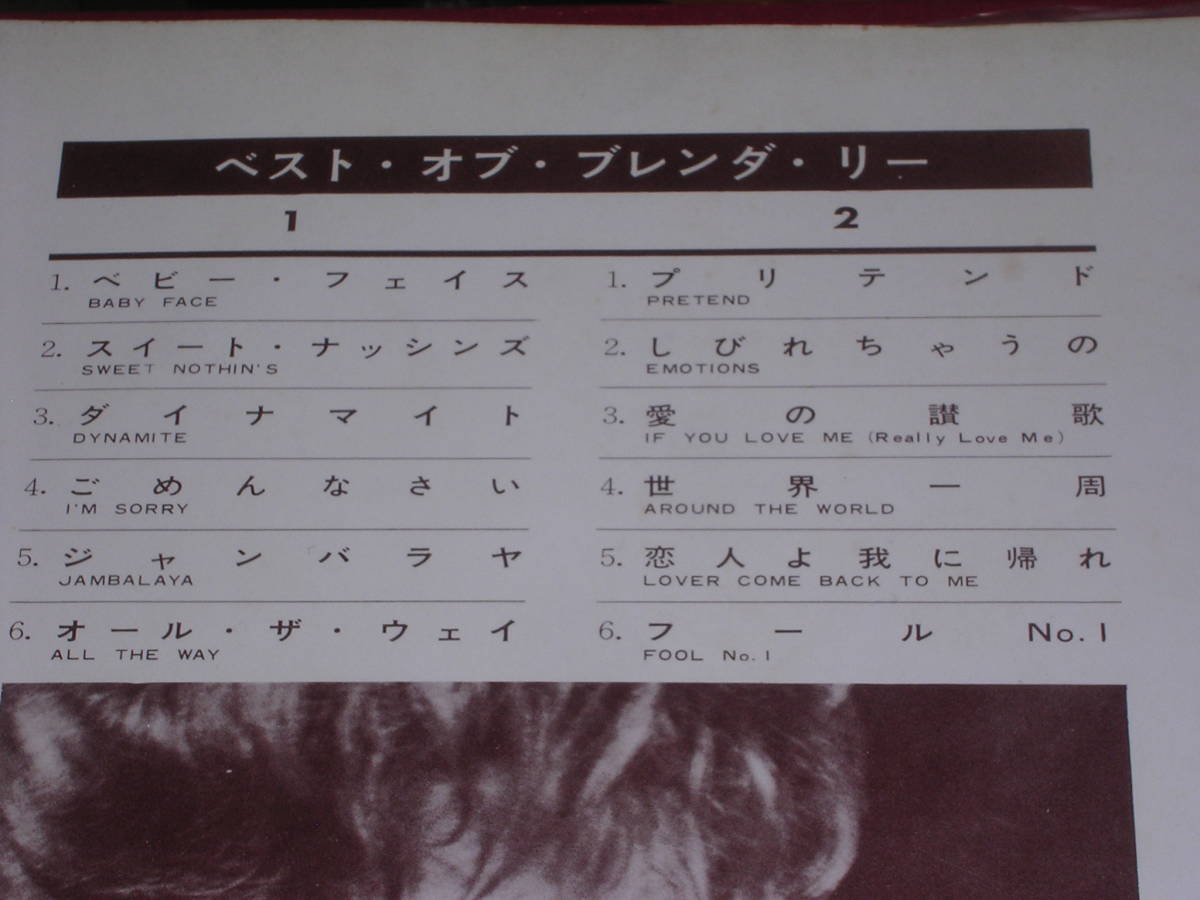 ベスト・オブ・ブレンダ・リー
1
1. ベビー・フェイス
BABY FACE
2. スイート・ナッシンズ
SWEET NOTHIN'S
3. ダイナマイト
DYNAMITE
4. ごめんなさい
I'M SORRY
5. ジャンバラヤ
JAMBALAYA
6. オール・ザ・ウェイ
ALL THE WAY
2
1. プリテンド
PRETEND
2. しびれちゃうの
EMOTIONS
3. 愛の讃歌
IF YOU LOVE ME (Really Love Me)
4. 世界一周
AROUND THE WORLD
5. 恋人よ我に帰れ
LOVER COME BACK TO ME
6. フールNo.1
FOOL No.1